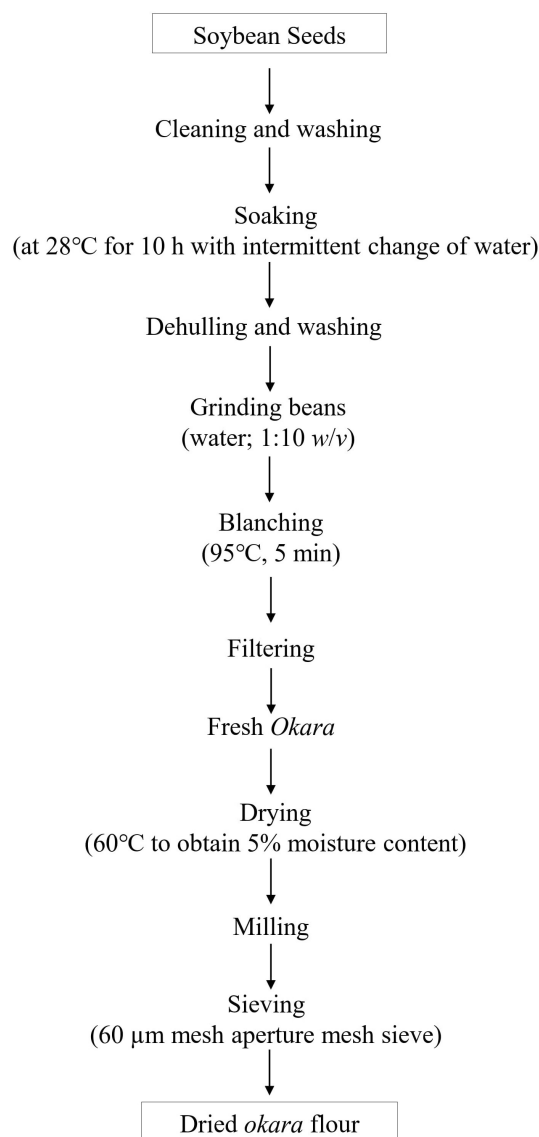 Soybean Seeds
Cleaning and washing
Soaking
(at 28°C for 10 h with intermittent change of water)
Dehulling and washing
Grinding beans
(water; 1:10 w/v)
Blanching
(95°C, 5 min)
Filtering
Fresh Okara
Drying
(60°C to obtain 5% moisture content)
Milling
Sieving
(60 µm mesh aperture mesh sieve)
Dried okara flour